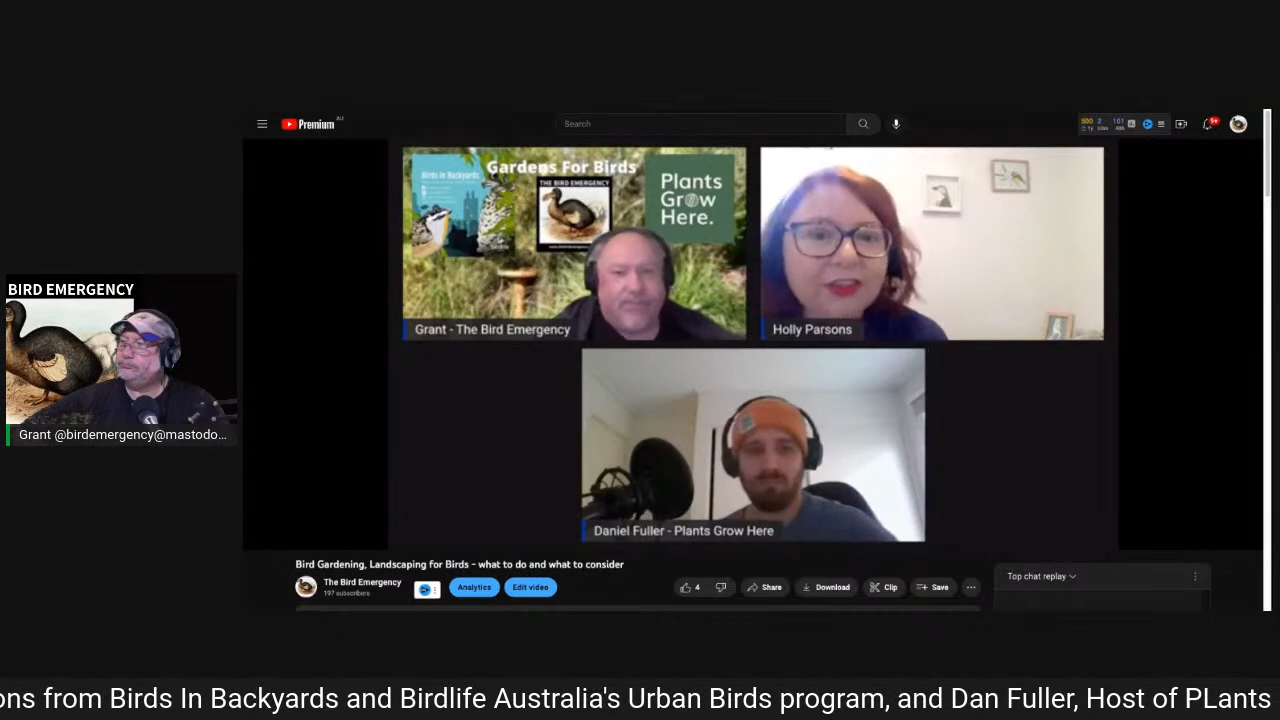 Premium
AU
Search
9+
Gardens For Birds
Birds in Backyards
THE BIRD EMERGENCY
Plants
Grow
Here.
Grant - The Bird Emergency
Holly Parsons
BIRD EMERGENCY
Grant @birdemergency@mastodo...
Daniel Fuller - Plants Grow Here
Bird Gardening, Landscaping for Birds - what to do and what to consider
The Bird Emergency
197 subscribers
Analytics
Edit video
4
Share
Download
Clip
Save
Top chat replay
ons from Birds In Backyards and Birdlife Australia's Urban Birds program, and Dan Fuller, Host of PLants